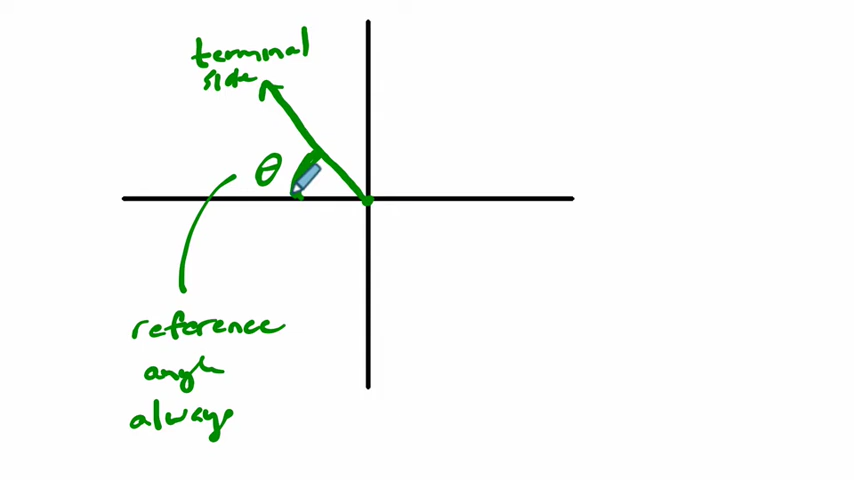 terminal
side
θ
reference
angle
always